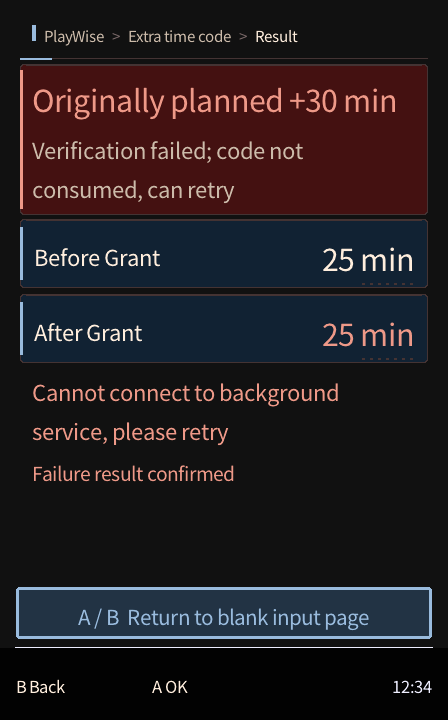 PlayWise > Extra time code > Result
Originally planned +30 min
Verification failed; code not
consumed, can retry
Before Grant 25 min
After Grant 25 min
Cannot connect to background
service, please retry
Failure result confirmed
A / B Return to blank input page
B Back A OK 12:34